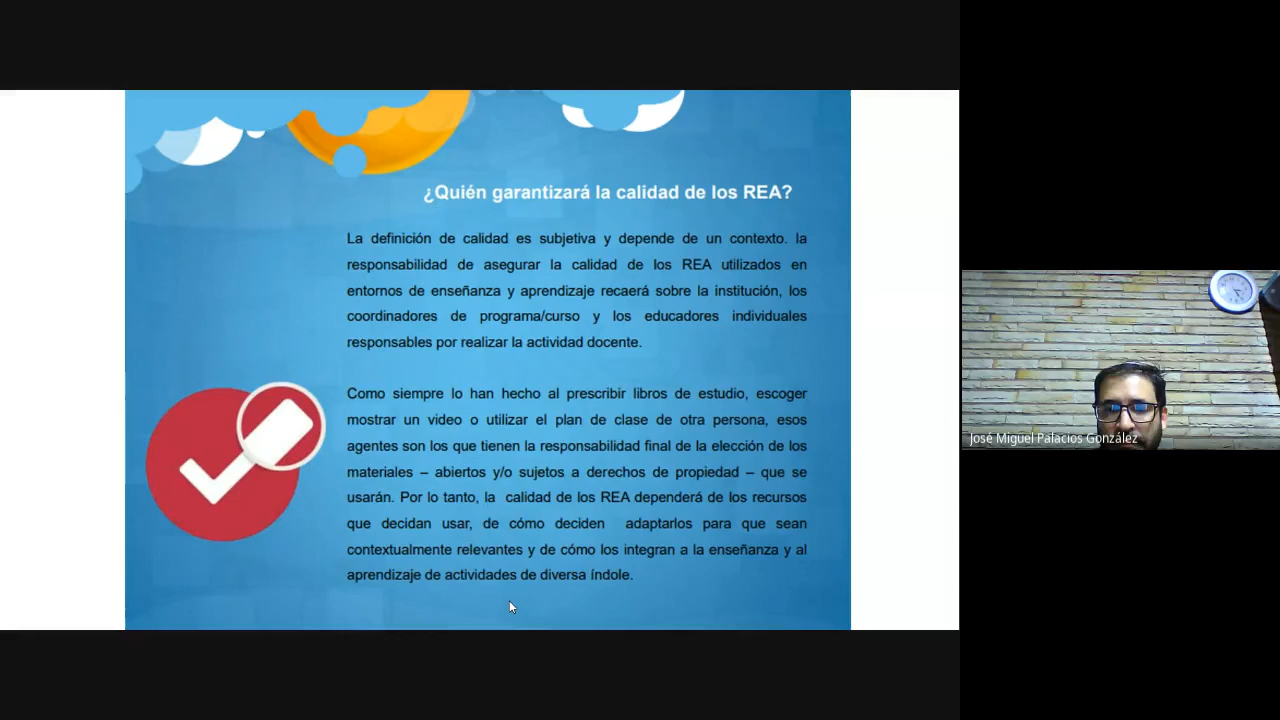 ¿Quién garantizará la calidad de los REA?
La definición de calidad es subjetiva y depende de un contexto. la
responsabilidad de asegurar la calidad de los REA utilizados en
entornos de enseñanza y aprendizaje recaerá sobre la institución, los
coordinadores de programa/curso y los educadores individuales
responsables por realizar la actividad docente.
Como siempre lo han hecho al prescribir libros de estudio, escoger
mostrar un video o utilizar el plan de clase de otra persona, esos
agentes son los que tienen la responsabilidad final de la elección de los
materiales – abiertos y/o sujetos a derechos de propiedad – que se
usarán. Por lo tanto, la calidad de los REA dependerá de los recursos
que decidan usar, de cómo deciden adaptarlos para que sean
contextualmente relevantes y de cómo los integran a la enseñanza y al
aprendizaje de actividades de diversa índole.
José Miguel Palacios González